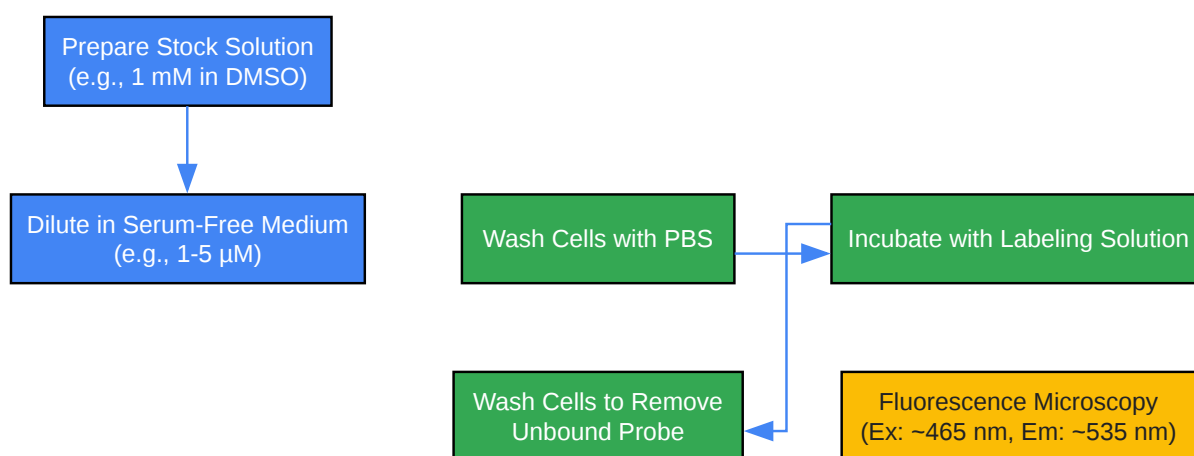 Prepare Stock Solution
(e.g., 1 mM in DMSO)
Dilute in Serum-Free Medium
(e.g., 1-5 µM)
Wash Cells with PBS
Incubate with Labeling Solution
Wash Cells to Remove
Unbound Probe
Fluorescence Microscopy
(Ex: ~465 nm, Em: ~535 nm)